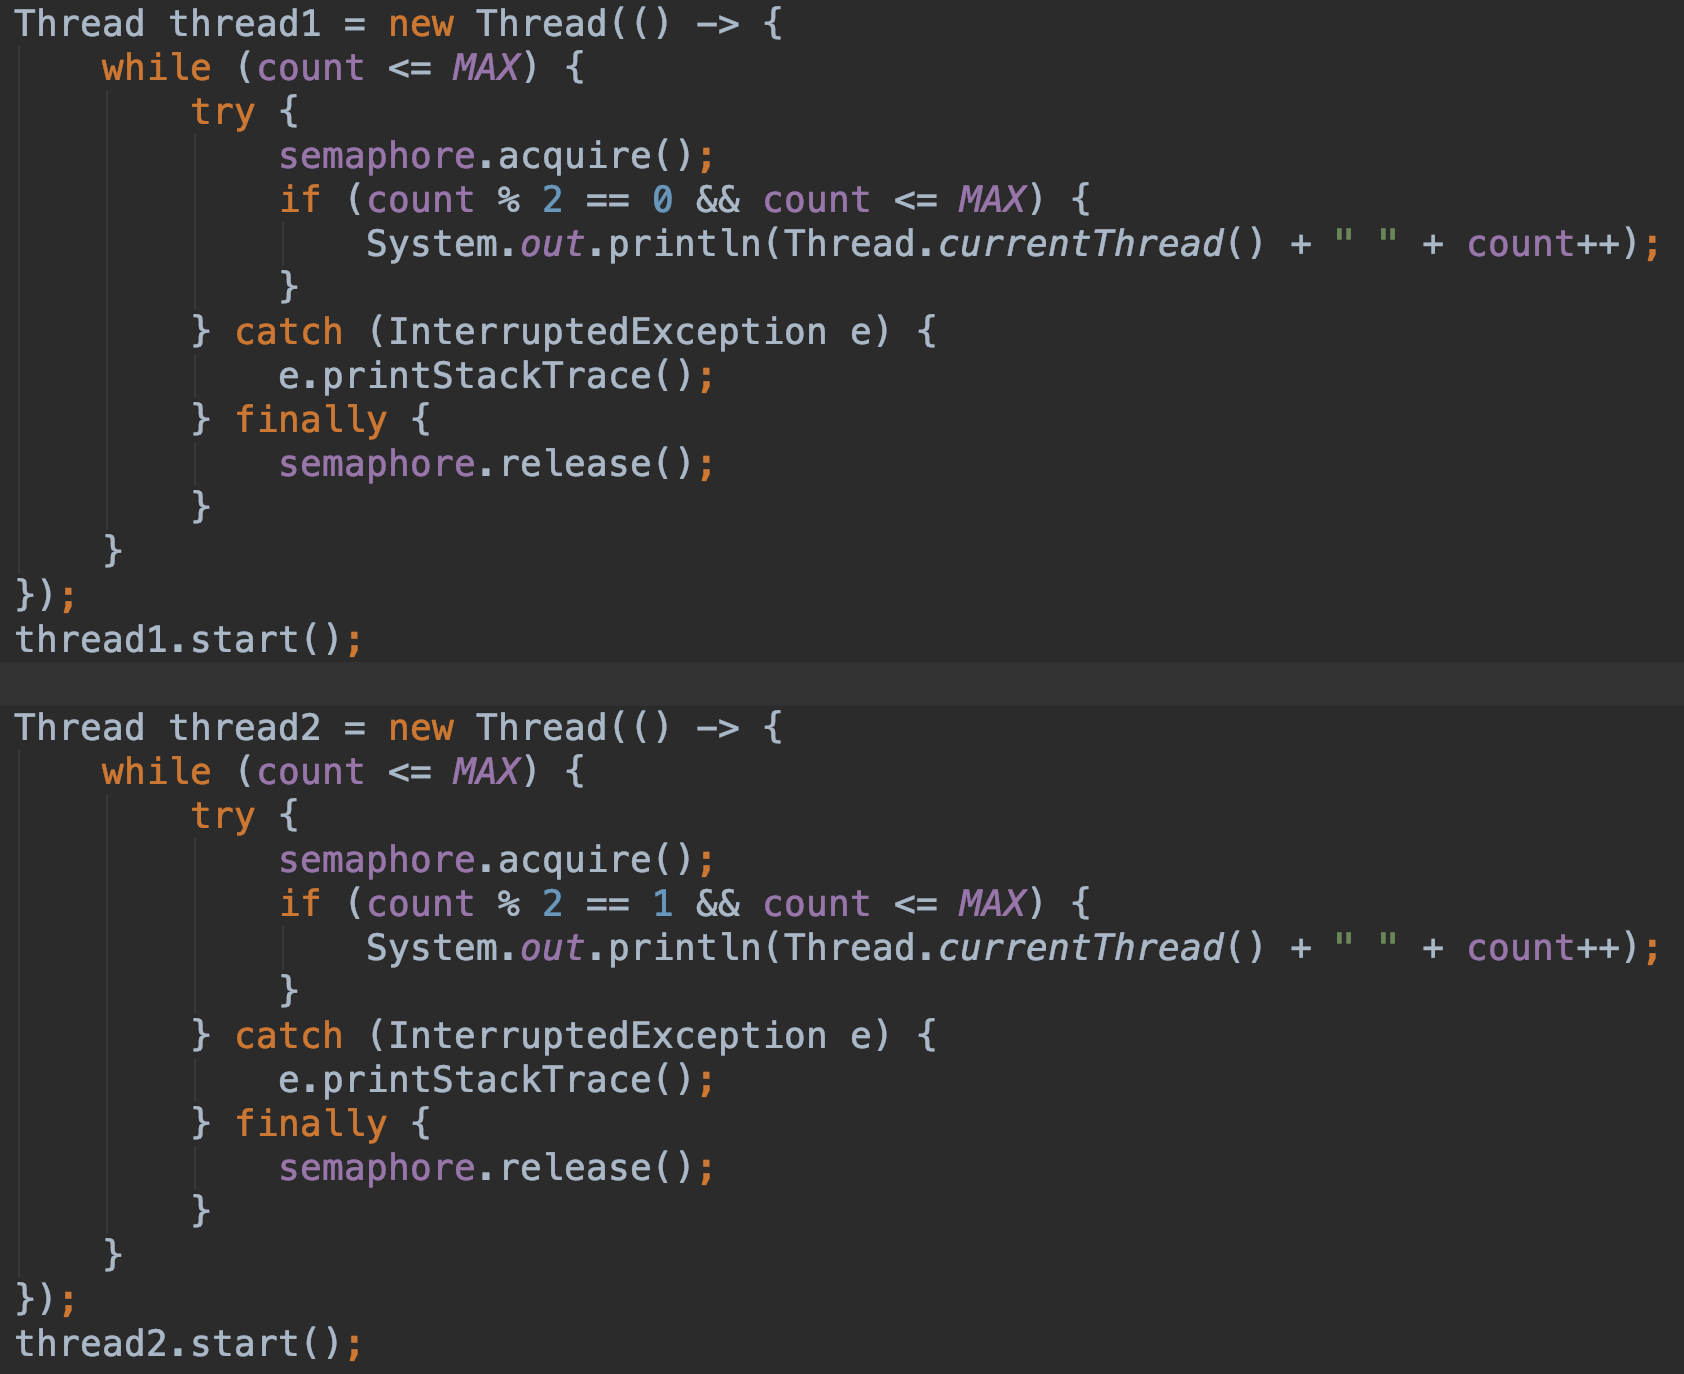 Thread thread1 = new Thread(() -> {
    while (count <= MAX) {
        try {
            semaphore.acquire();
            if (count % 2 == 0 && count <= MAX) {
                System.out.println(Thread.currentThread() + " " + count++);
            }
        } catch (InterruptedException e) {
            e.printStackTrace();
        } finally {
            semaphore.release();
        }
    }
});
thread1.start();

Thread thread2 = new Thread(() -> {
    while (count <= MAX) {
        try {
            semaphore.acquire();
            if (count % 2 == 1 && count <= MAX) {
                System.out.println(Thread.currentThread() + " " + count++);
            }
        } catch (InterruptedException e) {
            e.printStackTrace();
        } finally {
            semaphore.release();
        }
    }
});
thread2.start();